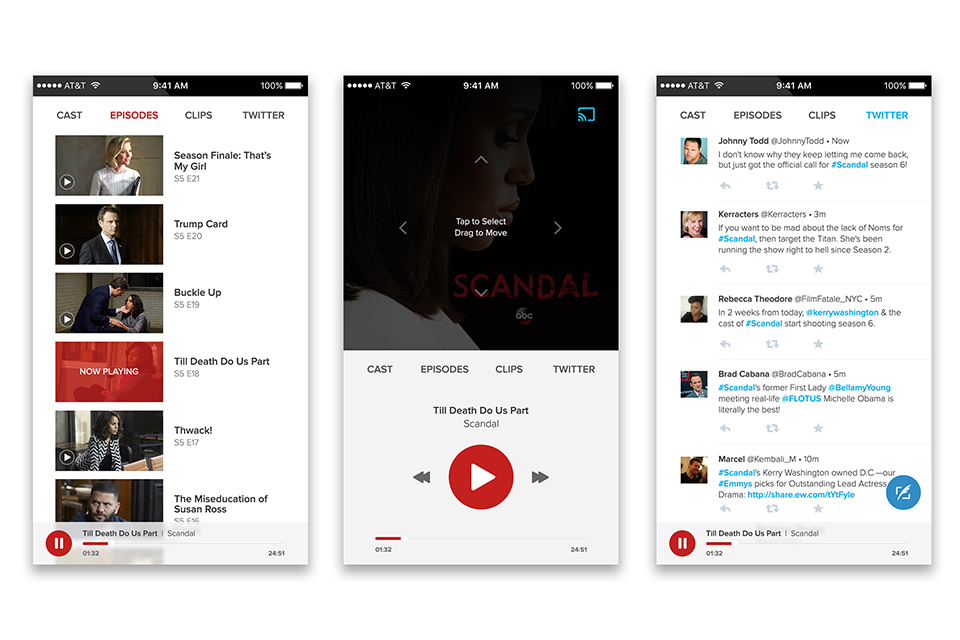 ●●●●● AT&T 9:41 AM 100%
CAST EPISODES CLIPS TWITTER
Season Finale: That's
My Girl
S5 E21
Trump Card
S5 E20
Buckle Up
S5 E19
NOW PLAYING
Till Death Do Us Part
S5 E18
Thwack!
S5 E17
The Miseducation of
Susan Ross
S5 E16
Till Death Do Us Part | Scandal
01:32 24:51
●●●●● AT&T 9:41 AM 100%
Tap to Select
Drag to Move
SCANDAL
abc
CAST EPISODES CLIPS TWITTER
Till Death Do Us Part
Scandal
01:32 24:51
●●●●● AT&T 9:41 AM 100%
CAST EPISODES CLIPS TWITTER
Johnny Todd @JohnnyTodd • Now
I don't know why they keep letting me come back,
but just got the official call for #Scandal season 6!
Kerracters @Kerracters • 3m
If you want to be mad about the lack of Noms for
#Scandal, then target the Titan. She's been
running the show right to hell since Season 2.
Rebecca Theodore @FilmFatale_NYC • 5m
In 2 weeks from today, @kerrywashington & the
cast of #Scandal start shooting season 6.
Brad Cabana @BradCabana • 5m
#Scandal's former First Lady @BellamyYoung
meeting real-life @FLOTUS Michelle Obama is
literally the best!
Marcel @Kembali_M • 10m
#Scandal's Kerry Washington owned D.C.—our
#Emmys picks for Outstanding Lead Actress
Drama: http://share.ew.com/tYtFyle
Till Death Do Us Part | Scandal
01:32 24:51